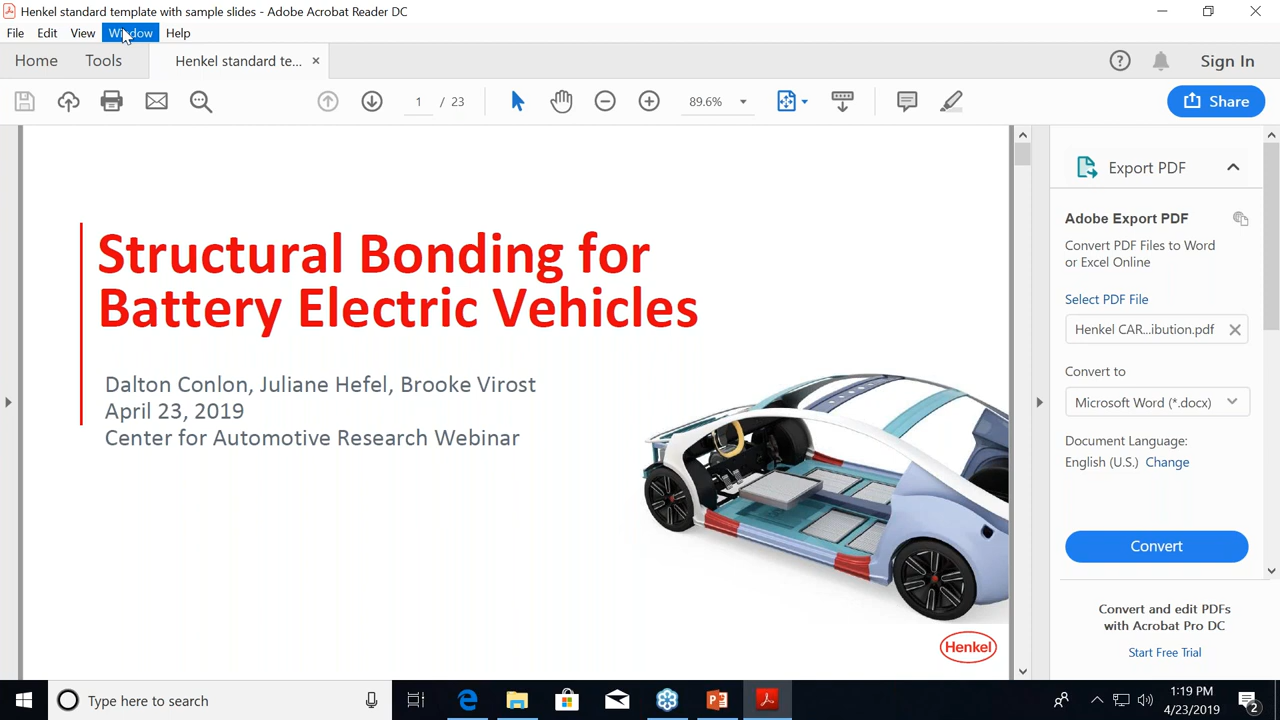 Henkel standard template with sample slides - Adobe Acrobat Reader DC
File Edit View Window Help
Home Tools Henkel standard te... × Sign In
1 / 23 89.6% Share
Structural Bonding for
Battery Electric Vehicles
Dalton Conlon, Juliane Hefel, Brooke Virost
April 23, 2019
Center for Automotive Research Webinar
Henkel
Export PDF
Adobe Export PDF
Convert PDF Files to Word
or Excel Online
Select PDF File
Henkel CAR...ibution.pdf
Convert to
Microsoft Word (*.docx)
Document Language:
English (U.S.) Change
Convert
Convert and edit PDFs
with Acrobat Pro DC
Start Free Trial
Type here to search
1:19 PM
4/23/2019
2